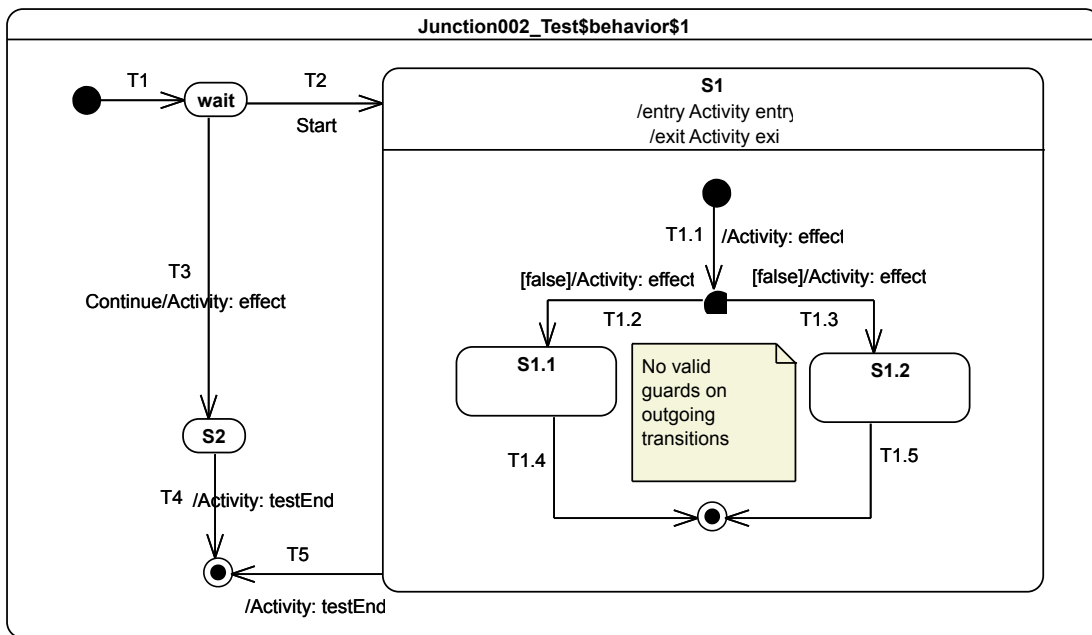 Junction002_Test$behavior$1
T1
wait
T2
Start
S1
/entry Activity entry
/exit Activity exi
T1.1
/Activity: effect
T3
Continue/Activity: effect
[false]/Activity: effect
[false]/Activity: effect
T1.2
T1.3
S1.1
No valid
guards on
outgoing
transitions
S1.2
S2
T1.4
T1.5
T4
/Activity: testEnd
T5
/Activity: testEnd